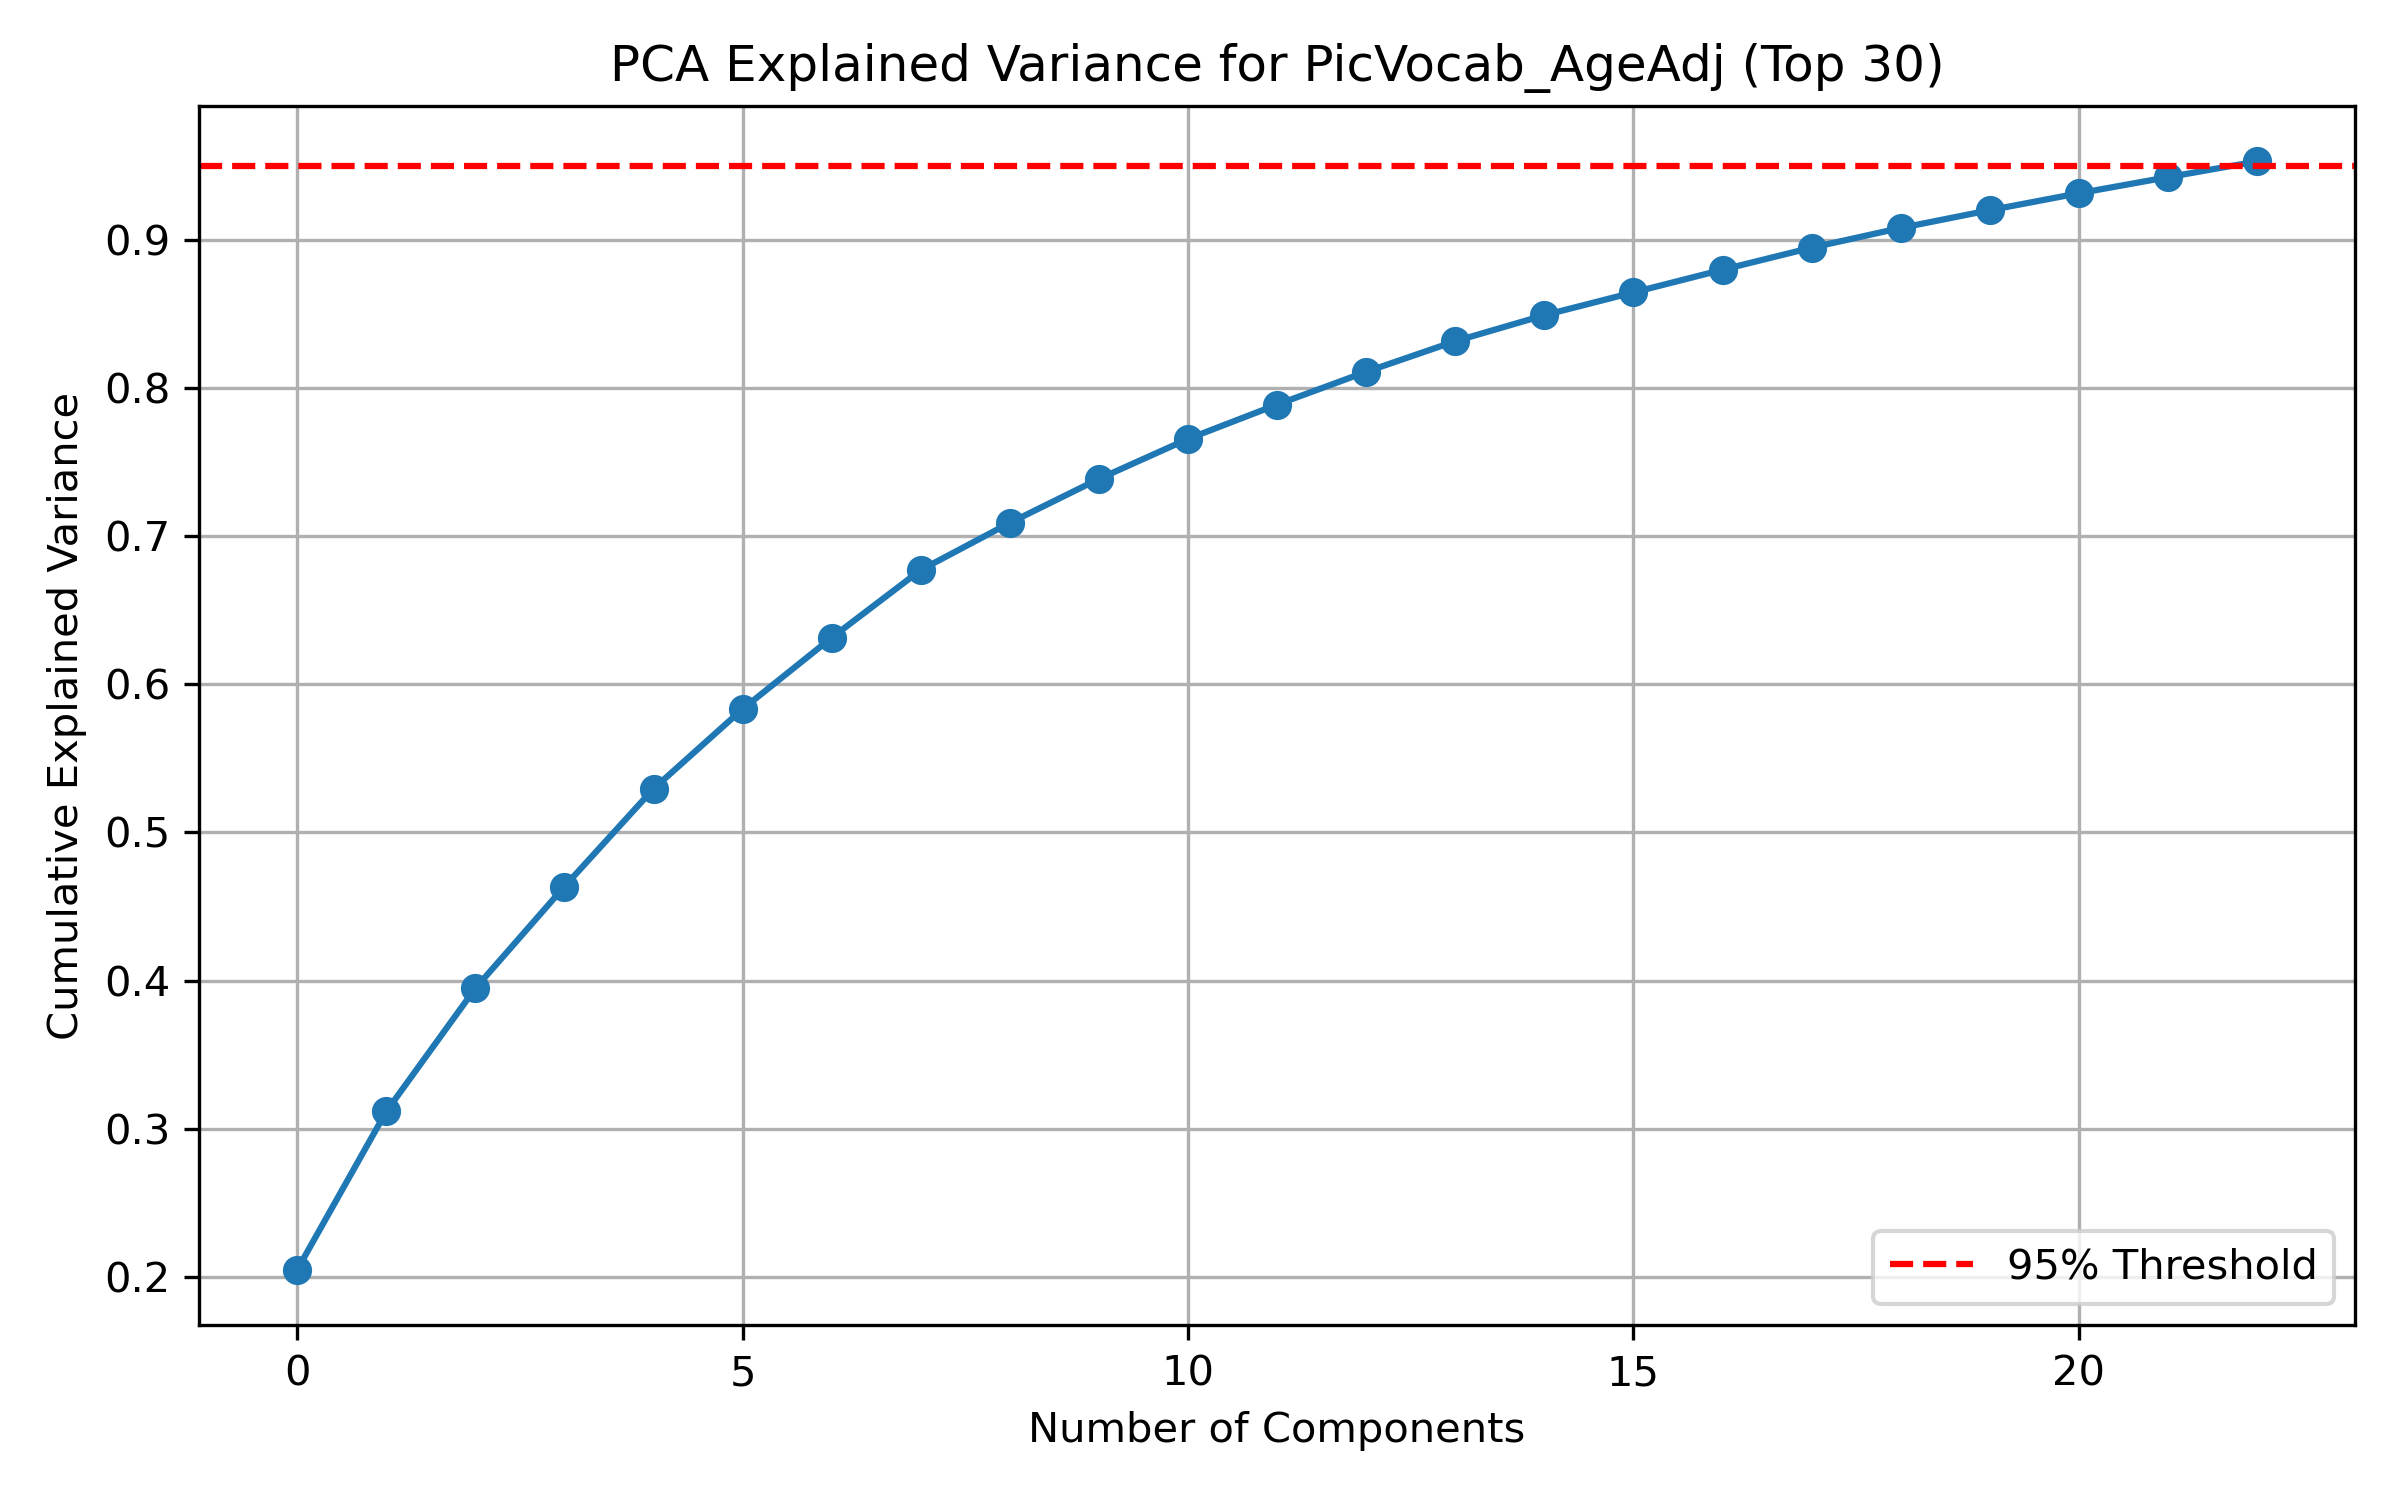 PCA Explained Variance for PicVocab_AgeAdj (Top 30)
Cumulative Explained Variance
0.9
0.8
0.7
0.6
0.5
0.4
0.3
0.2
95% Threshold
0 5 10 15 20
Number of Components